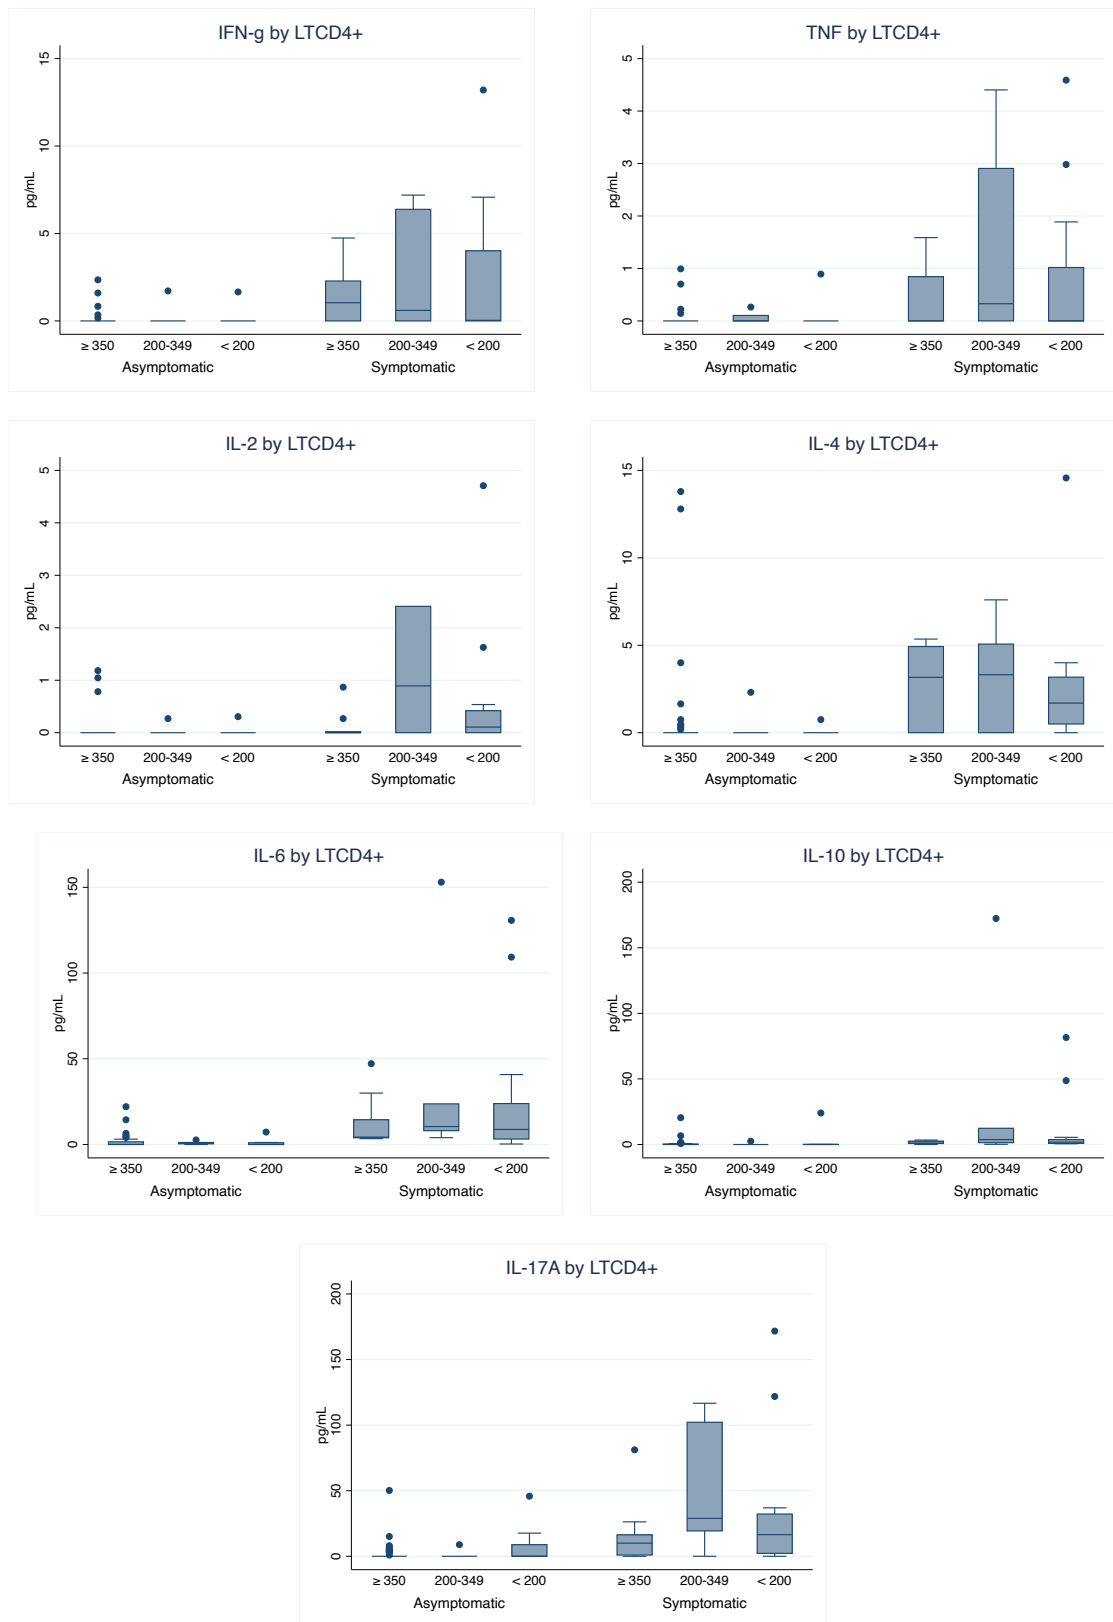 IFN-g by LTCD4+
15
10
5
0
pg/mL
≥ 350 200-349 < 200 ≥ 350 200-349 < 200
Asymptomatic Symptomatic
TNF by LTCD4+
5
4
3
2
1
0
pg/mL
≥ 350 200-349 < 200 ≥ 350 200-349 < 200
Asymptomatic Symptomatic
IL-2 by LTCD4+
5
4
3
2
1
0
pg/mL
≥ 350 200-349 < 200 ≥ 350 200-349 < 200
Asymptomatic Symptomatic
IL-4 by LTCD4+
15
10
5
0
pg/mL
≥ 350 200-349 < 200 ≥ 350 200-349 < 200
Asymptomatic Symptomatic
IL-6 by LTCD4+
150
100
50
0
pg/mL
≥ 350 200-349 < 200 ≥ 350 200-349 < 200
Asymptomatic Symptomatic
IL-10 by LTCD4+
200
150
100
50
0
pg/mL
≥ 350 200-349 < 200 ≥ 350 200-349 < 200
Asymptomatic Symptomatic
IL-17A by LTCD4+
200
150
100
50
0
pg/mL
≥ 350 200-349 < 200 ≥ 350 200-349 < 200
Asymptomatic Symptomatic